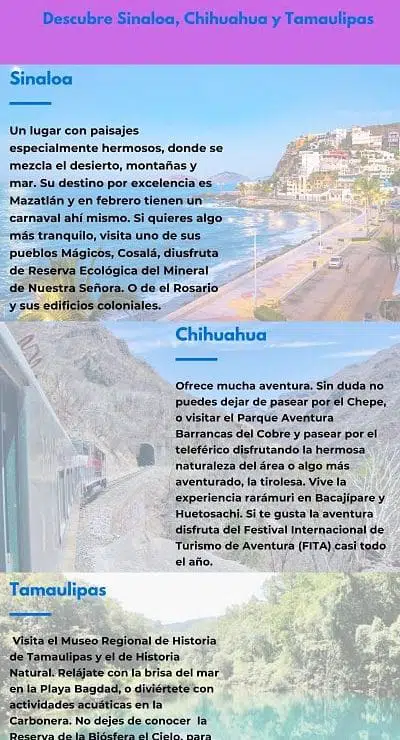 Descubre Sinaloa, Chihuahua y Tamaulipas
Sinaloa
Un lugar con paisajes
especialmente hermosos, donde se
mezcla el desierto, montañas y
mar. Su destino por excelencia es
Mazatlán y en febrero tienen un
carnaval ahí mismo. Si quieres algo
más tranquilo, visita uno de sus
pueblos Mágicos, Cosalá, diusfruta
de Reserva Ecológica del Mineral
de Nuestra Señora. O de el Rosario
y sus edificios coloniales.
Chihuahua
Ofrece mucha aventura. Sin duda no
puedes dejar de pasear por el Chepe,
o visitar el Parque Aventura
Barrancas del Cobre y pasear por el
teleférico disfrutando la hermosa
naturaleza del área o algo más
aventurado, la tirolesa. Vive la
experiencia rarámuri en Bacajípare y
Huetosachi. Si te gusta la aventura
disfruta del Festival Internacional de
Turismo de Aventura (FITA) casi todo
el año.
Tamaulipas
Visita el Museo Regional de Historia
de Tamaulipas y el de Historia
Natural. Relájate con la brisa del mar
en la Playa Bagdad, o diviértete con
actividades acuáticas en la
Carbonera. No dejes de conocer la
Reserva de la Biósfera el Cielo, para